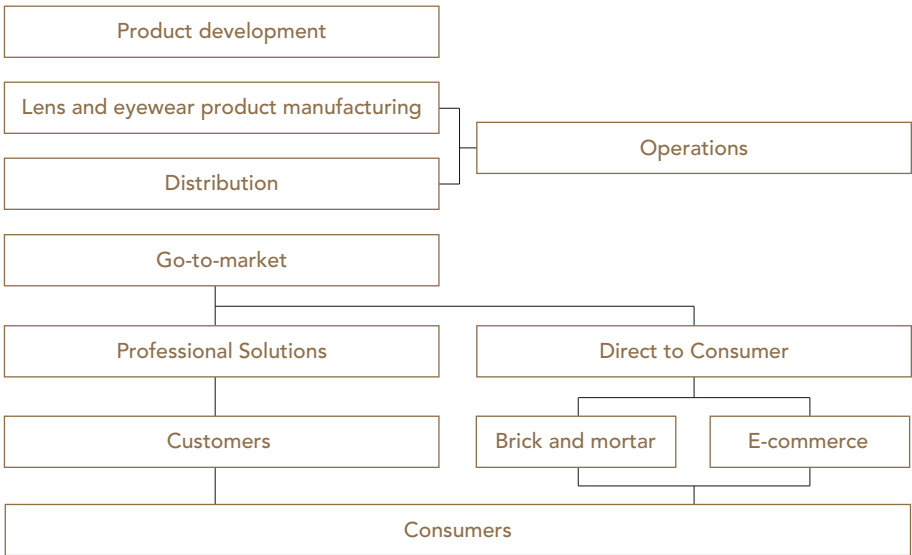 Product development
Lens and eyewear product manufacturing
Operations
Distribution
Go-to-market
Professional Solutions
Direct to Consumer
Customers
Brick and mortar
E-commerce
Consumers